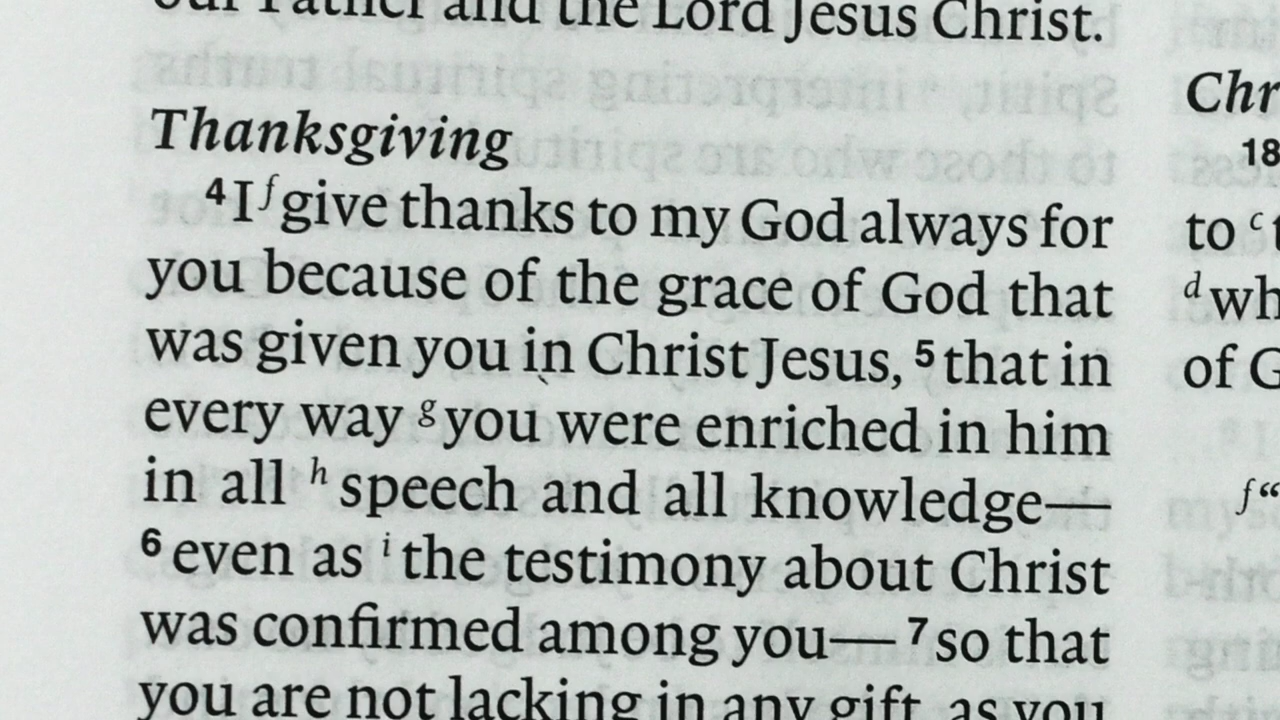 our Father and the Lord Jesus Christ.
Thanksgiving
4 I f give thanks to my God always for
you because of the grace of God that
was given you in Christ Jesus, 5 that in
every way g you were enriched in him
in all h speech and all knowledge—
6 even as i the testimony about Christ
was confirmed among you— 7 so that
you are not lacking in any gift, as you
Chr
18
to c t
d wh
of G
f “